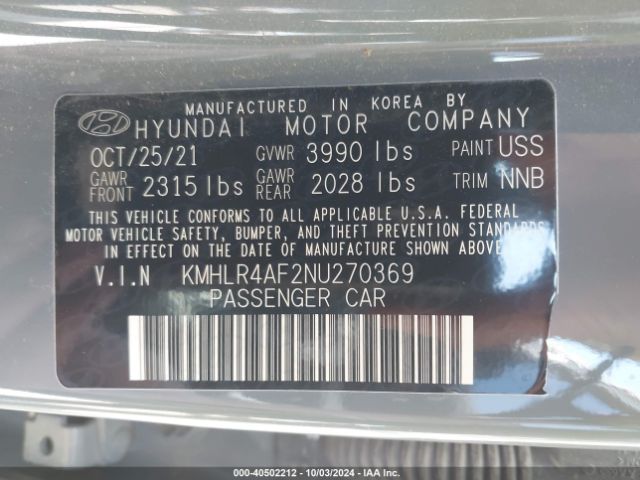 MANUFACTURED IN KOREA BY
HYUNDAI MOTOR COMPANY
OCT/25/21 GVWR 3990 lbs PAINT USS
GAWR FRONT 2315 lbs GAWR REAR 2028 lbs TRIM NNB
THIS VEHICLE CONFORMS TO ALL APPLICABLE U.S.A. FEDERAL
MOTOR VEHICLE SAFETY, BUMPER, AND THEFT PREVENTION STANDARDS
IN EFFECT ON THE DATE OF MANUFACTURE SHOWN ABOVE.
V.I.N KMHLR4AF2NU270369
PASSENGER CAR
000-40502212 - 10/03/2024 - IAA Inc.